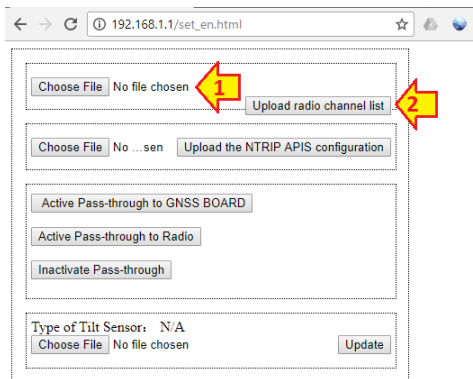 192.168.1.1/set_en.html
Choose File No file chosen 1
Upload radio channel list 2
Choose File No ...sen Upload the NTRIP APIS configuration
Active Pass-through to GNSS BOARD
Active Pass-through to Radio
Inactivate Pass-through
Type of Tilt Sensor: N/A
Choose File No file chosen Update